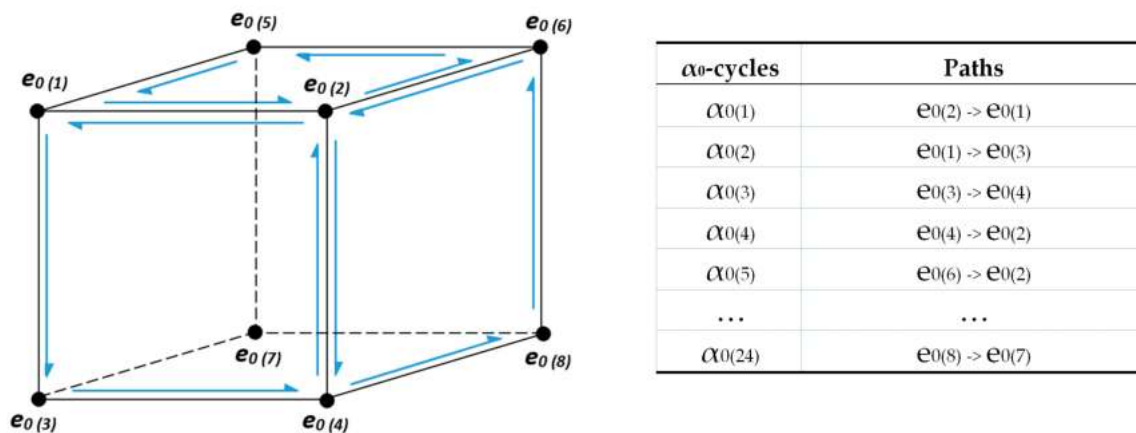 e0 (5)
e0 (6)
e0 (1)
e0 (2)
e0 (7)
e0 (8)
e0 (3)
e0 (4)
α0-cycles Paths
α0(1) e0(2) -> e0(1)
α0(2) e0(1) -> e0(3)
α0(3) e0(3) -> e0(4)
α0(4) e0(4) -> e0(2)
α0(5) e0(6) -> e0(2)
... ...
α0(24) e0(8) -> e0(7)